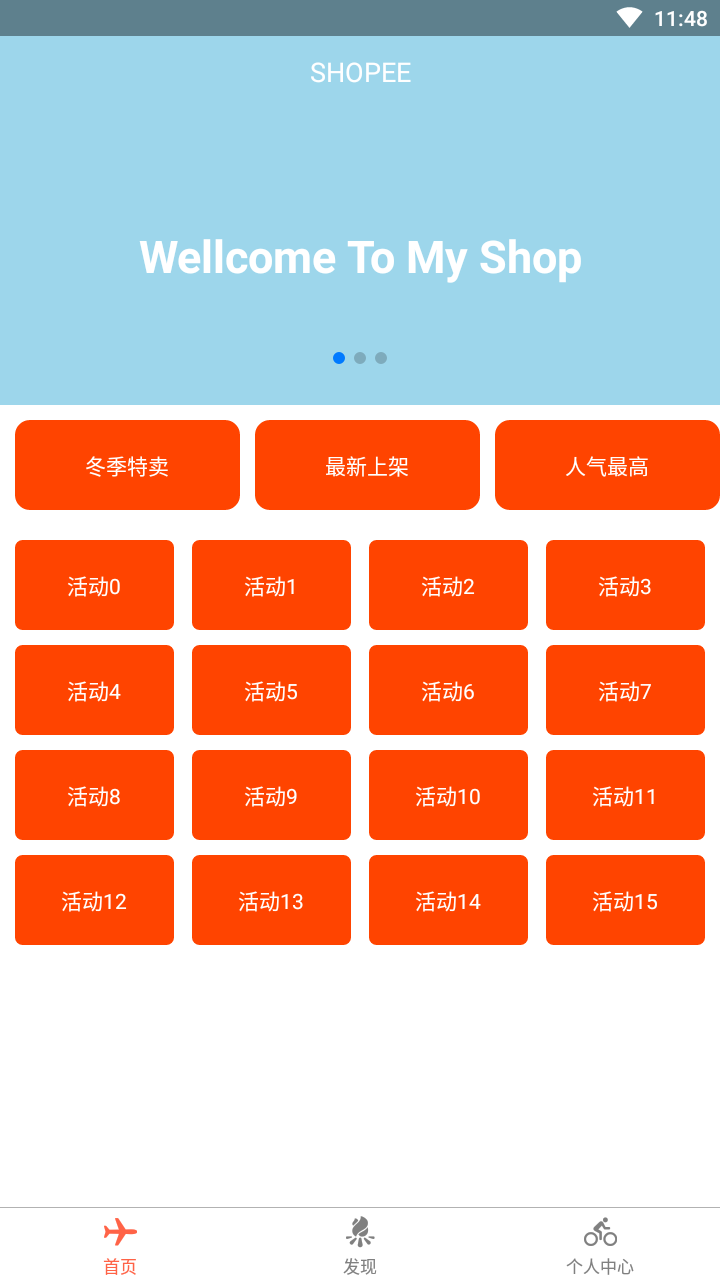 11:48
SHOPEE
Wellcome To My Shop
冬季特卖 最新上架 人气最高
活动0 活动1 活动2 活动3
活动4 活动5 活动6 活动7
活动8 活动9 活动10 活动11
活动12 活动13 活动14 活动15
首页 发现 个人中心